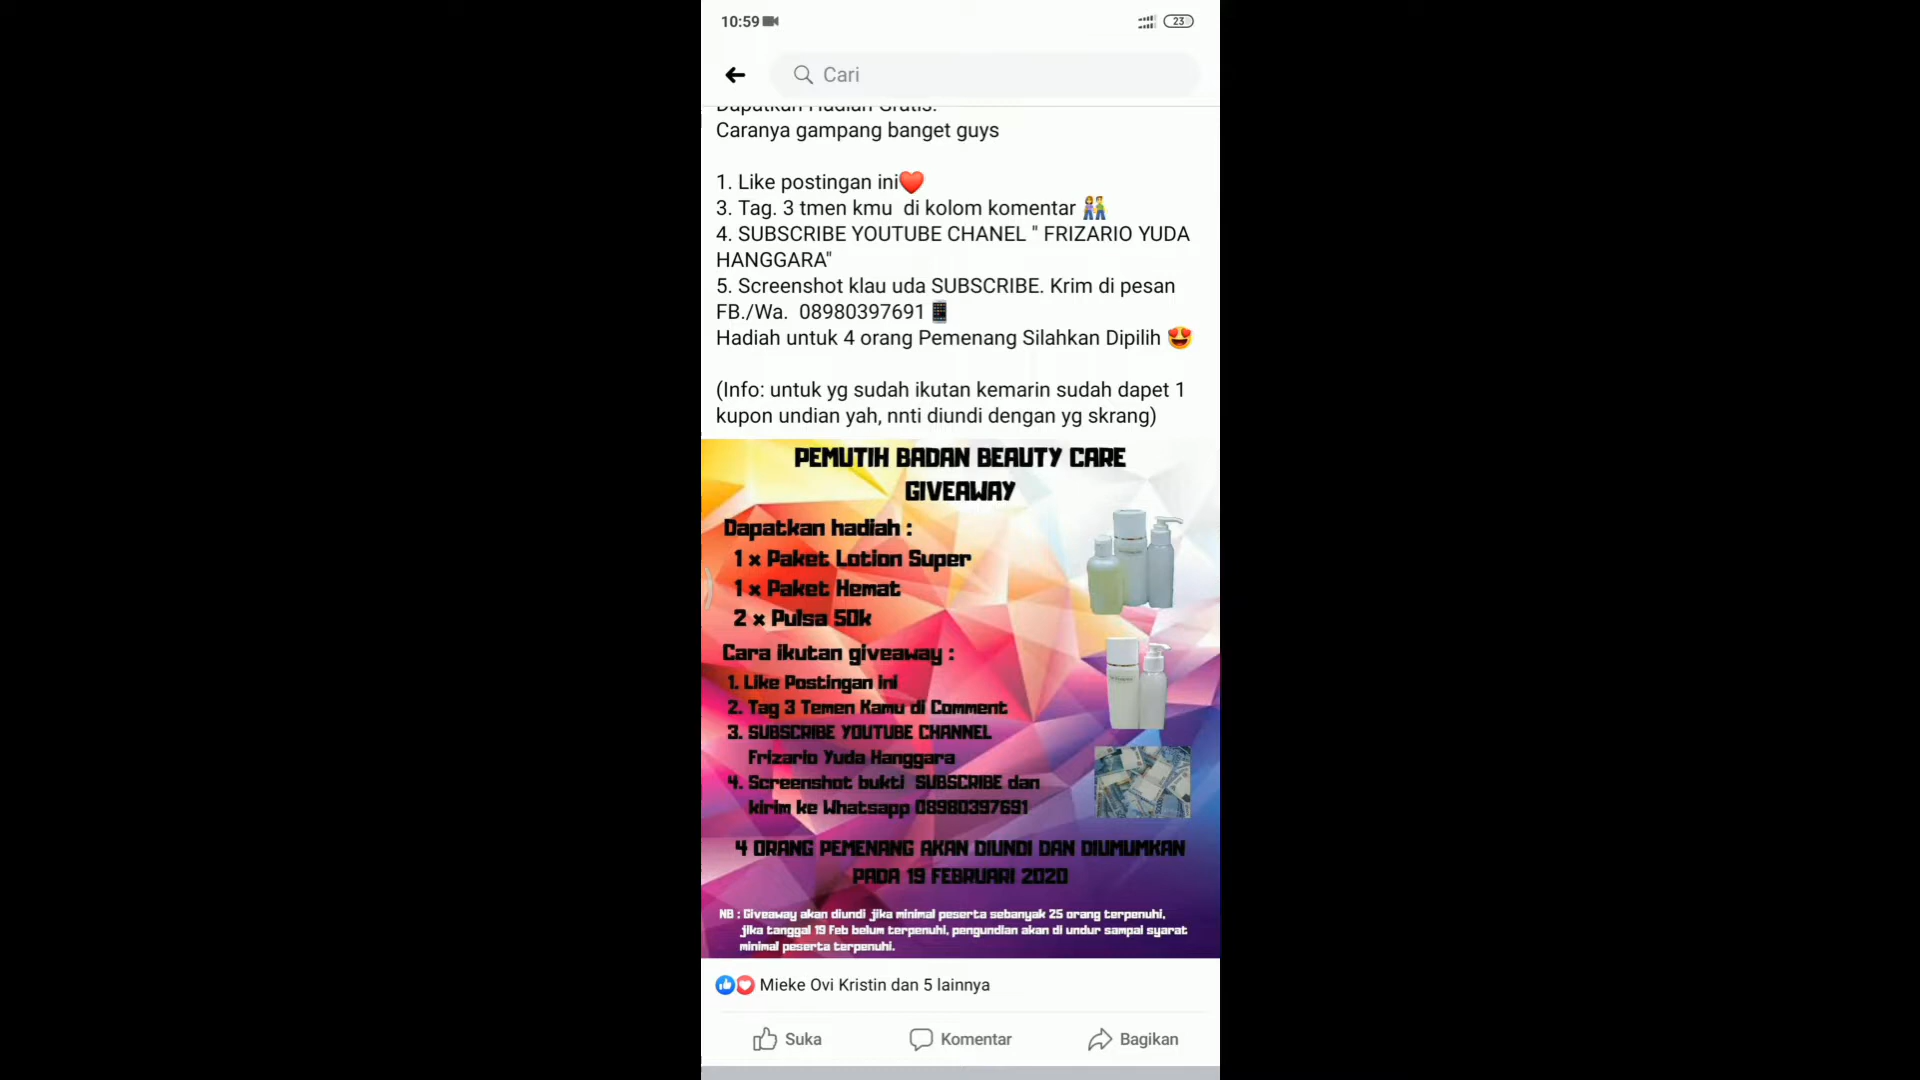 10:59
23
Cari
Dapatkan Hadiah Gratis.
Caranya gampang banget guys
1. Like postingan ini❤️
3. Tag. 3 tmen kmu  di kolom komentar 👫
4. SUBSCRIBE YOUTUBE CHANEL " FRIZARIO YUDA
HANGGARA"
5. Screenshot klau uda SUBSCRIBE. Krim di pesan
FB./Wa.  08980397691📱
Hadiah untuk 4 orang Pemenang Silahkan Dipilih 😍
(Info: untuk yg sudah ikutan kemarin sudah dapet 1
kupon undian yah, nnti diundi dengan yg skrang)
PEMUTIH BADAN BEAUTY CARE
GIVEAWAY
Dapatkan hadiah :
1 x Paket Lotion Super
1 x Paket Hemat
2 x Pulsa 50k
Cara ikutan giveaway :
1. Like Postingan ini
2. Tag 3 Temen Kamu di Comment
3. SUBSCRIBE YOUTUBE CHANNEL
Frizario Yuda Hanggara
4. Screenshot bukti SUBSCRIBE dan
kirim ke Whatsapp 08980397691
4 ORANG PEMENANG AKAN DIUNDI DAN DIUMUMKAN
PADA 19 FEBRUARI 2020
NB : Giveaway akan diundi jika minimal peserta sebanyak 25 orang terpenuhi,
jika tanggal 19 Feb belum terpenuhi, pengundian akan di undur sampai syarat
minimal peserta terpenuhi.
Mieke Ovi Kristin dan 5 lainnya
Suka
Komentar
Bagikan